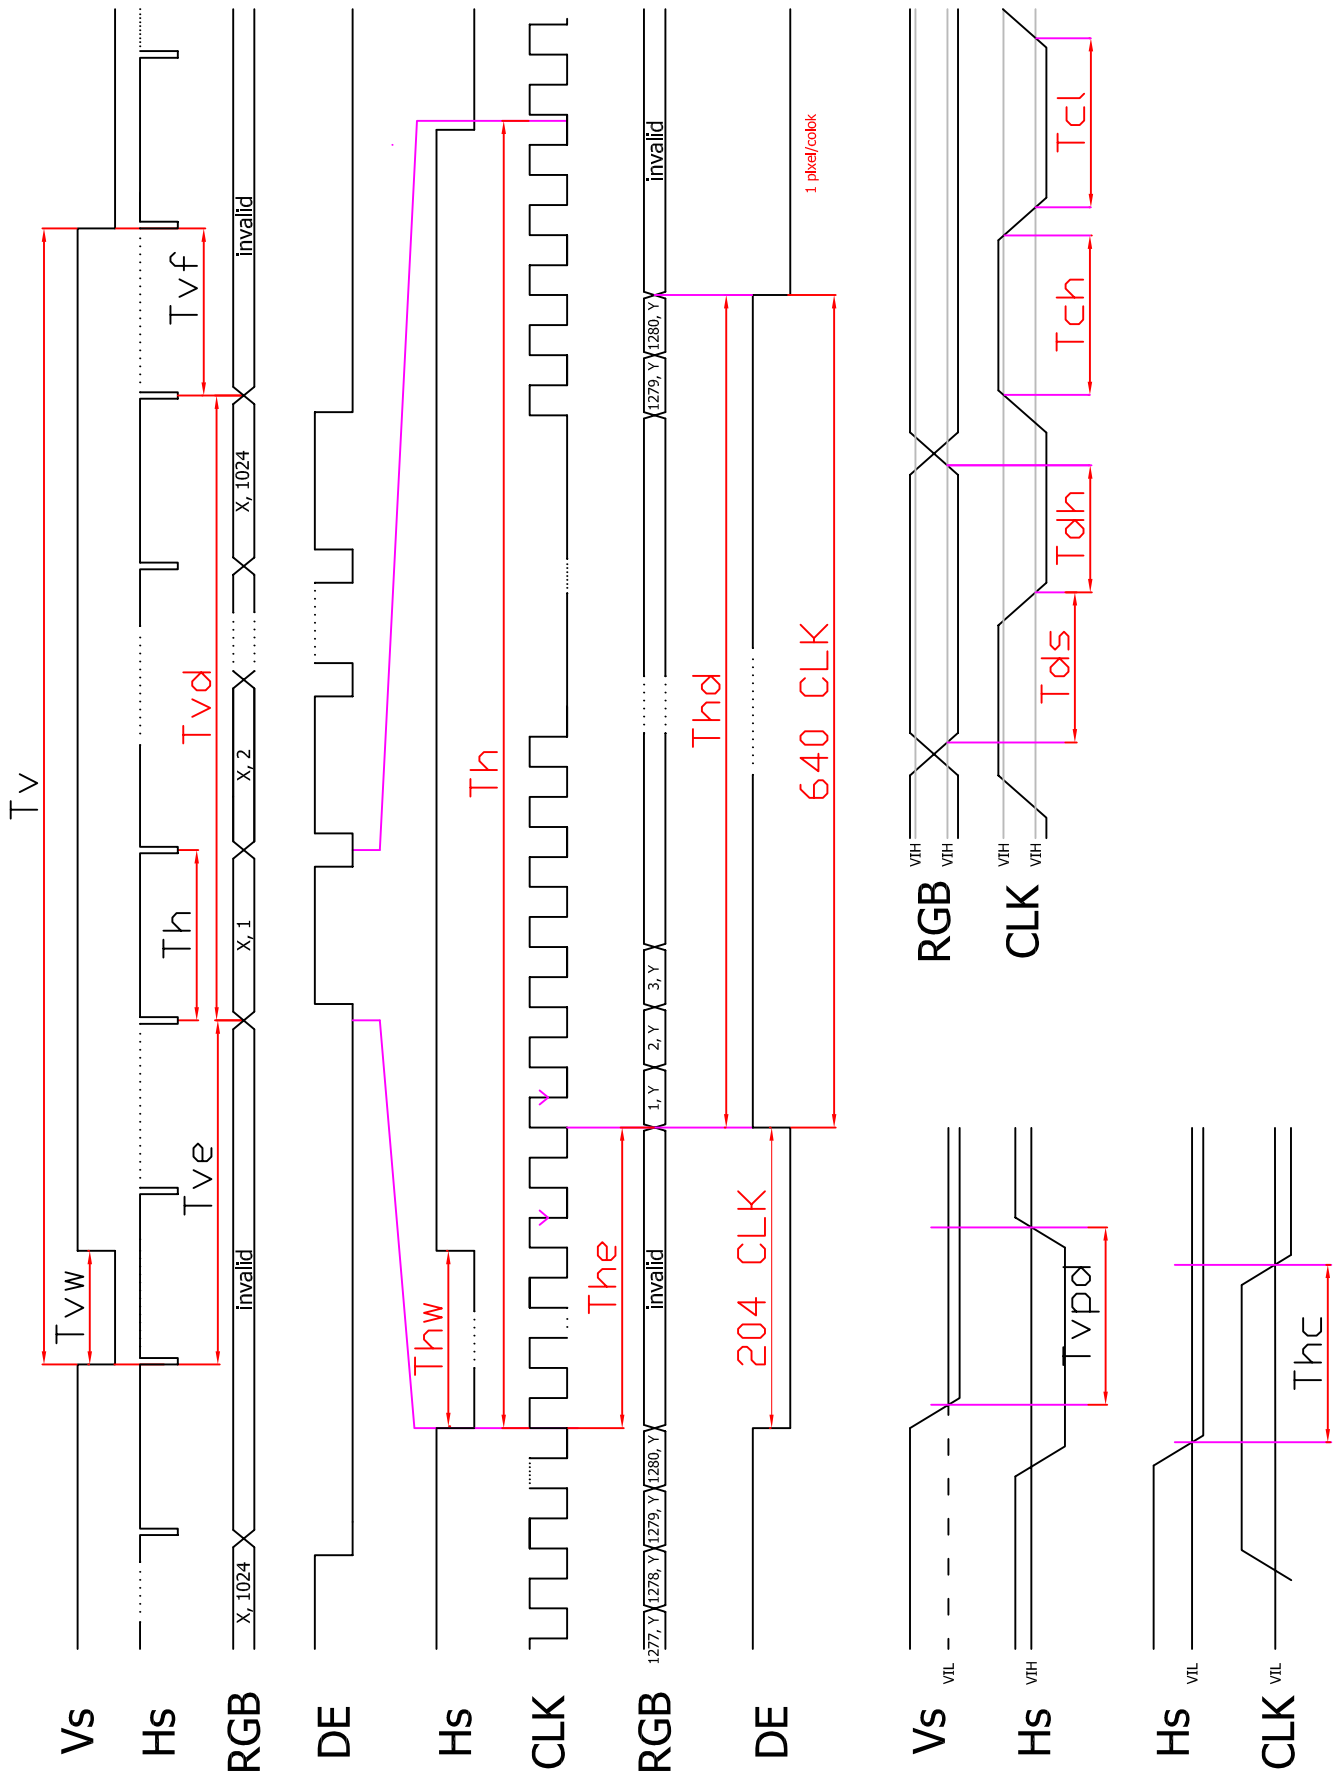 Tv
Vs
TvW
Hs
Th
Tvf
RGB
X, 1024
invalid
Tve
X, 1
Tvd
X, 2
X, 1024
invalid
DE
Hs
ThW
Th
CLK
RGB
1277, Y
1278, Y
1279, Y
1280, Y
invalid
The
1, Y
2, Y
3, Y
1279, Y
1280, Y
invalid
Thd
DE
204 CLK
640 CLK
1 pixel/colok
Vs
VIL
Hs
VIH
Tvpd
Hs
VIL
CLK
VIL
Thc
RGB
VIH
VIH
CLK
VIH
VIH
Tds
Tdh
Tch
Tcl